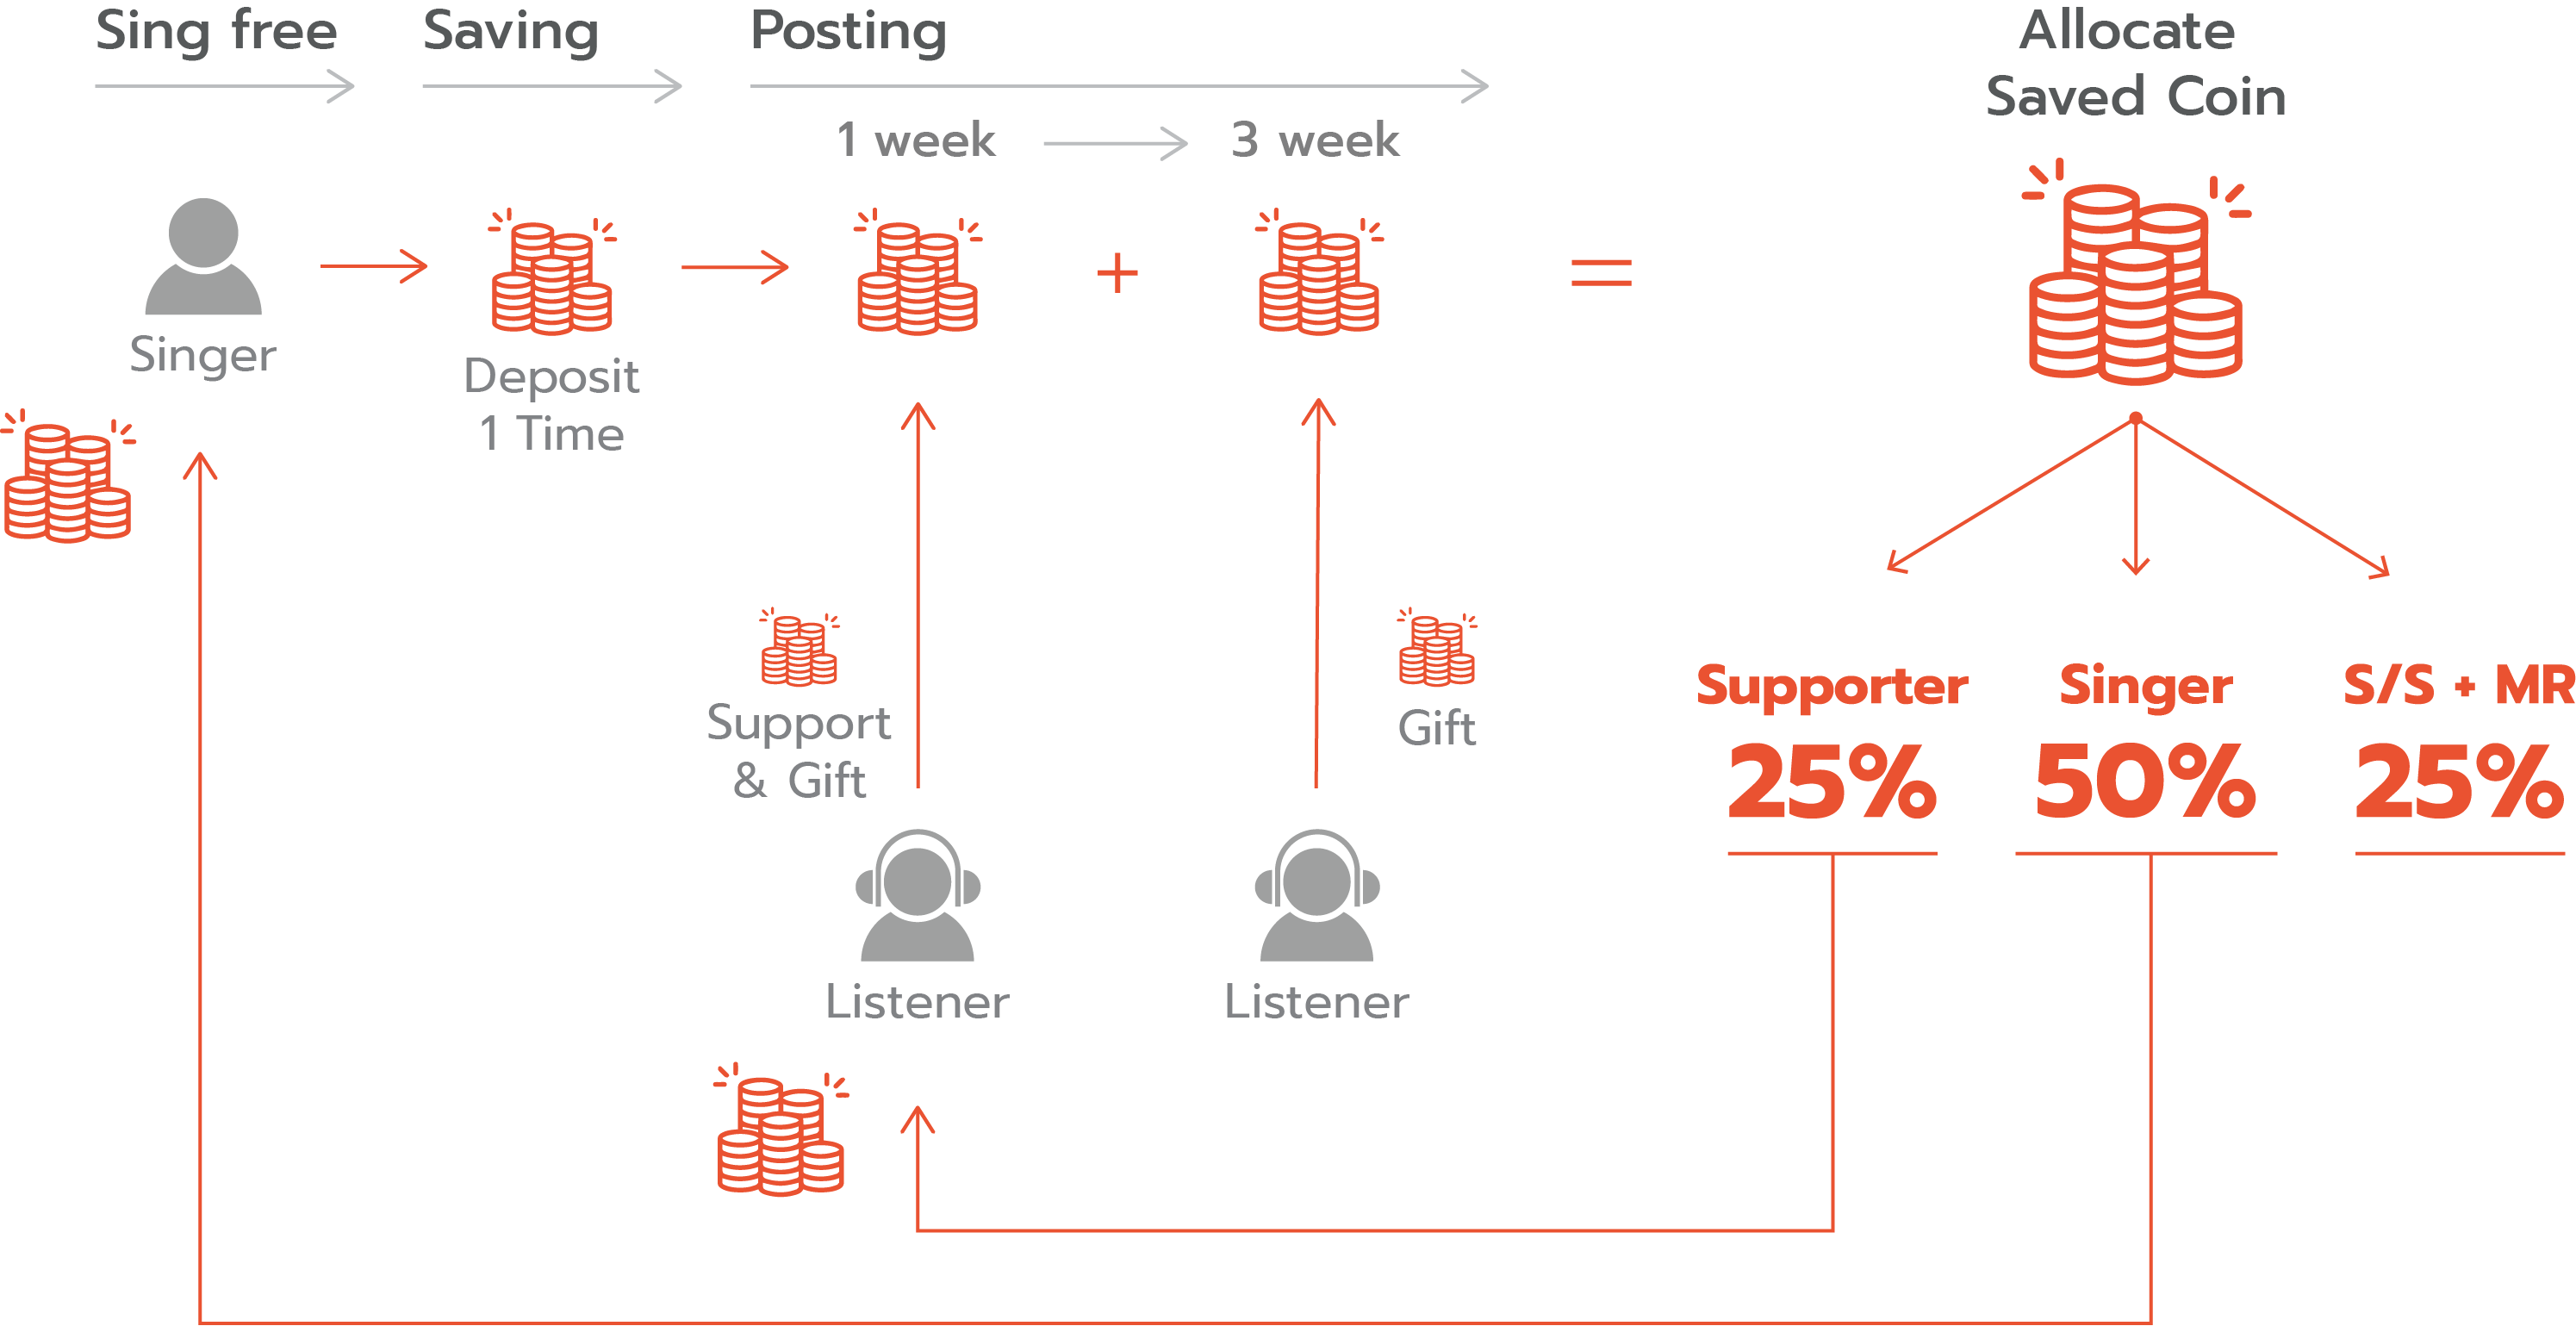 Sing free
Saving
Posting
Allocate
Saved Coin
1 week
3 week
Singer
Deposit
1 Time
+
=
Support
& Gift
Gift
Supporter
25%
Singer
50%
S/S + MR
25%
Listener
Listener